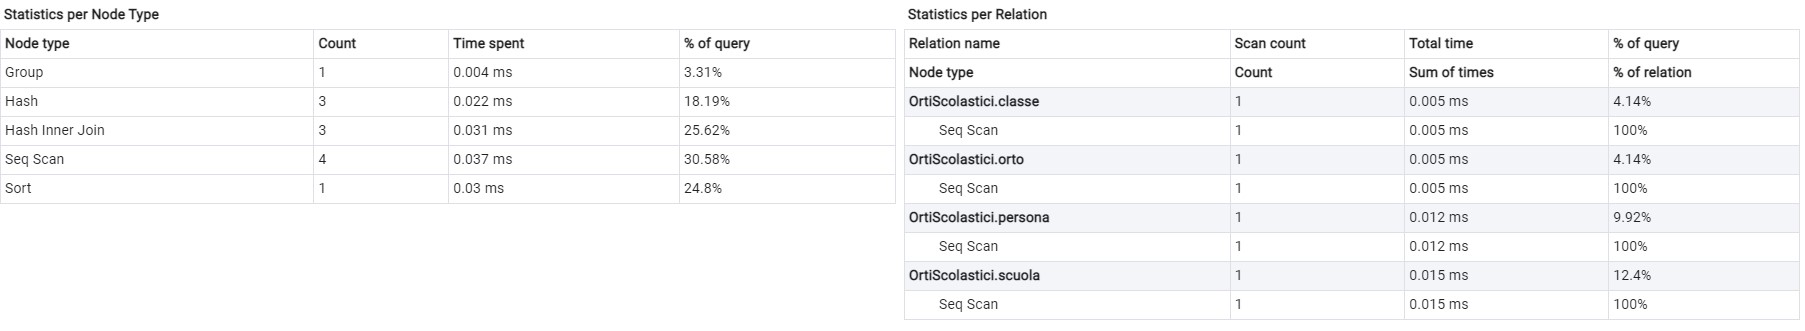 Statistics per Node Type
Node type Count Time spent % of query
Group 1 0.004 ms 3.31%
Hash 3 0.022 ms 18.19%
Hash Inner Join 3 0.031 ms 25.62%
Seq Scan 4 0.037 ms 30.58%
Sort 1 0.03 ms 24.8%
Statistics per Relation
Relation name Scan count Total time % of query
Node type Count Sum of times % of relation
OrtiScolastici.classe 1 0.005 ms 4.14%
Seq Scan 1 0.005 ms 100%
OrtiScolastici.orto 1 0.005 ms 4.14%
Seq Scan 1 0.005 ms 100%
OrtiScolastici.persona 1 0.012 ms 9.92%
Seq Scan 1 0.012 ms 100%
OrtiScolastici.scuola 1 0.015 ms 12.4%
Seq Scan 1 0.015 ms 100%